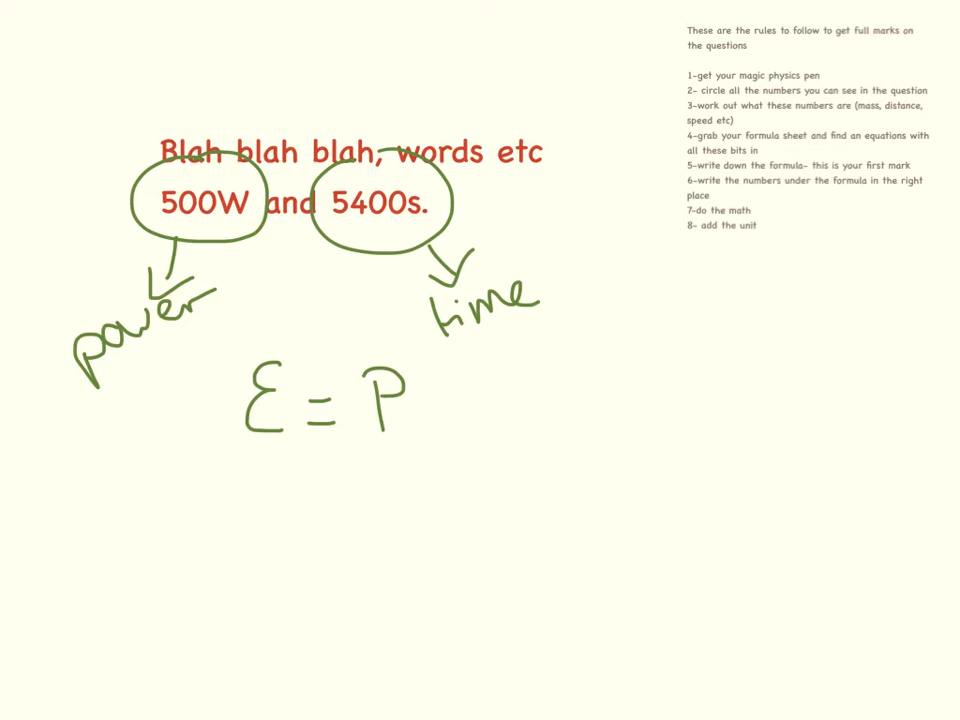 These are the rules to follow to get full marks on
the questions
1-get your magic physics pen
2- circle all the numbers you can see in the question
3-work out what these numbers are (mass, distance,
speed etc)
4-grab your formula sheet and find an equations with
all these bits in
5-write down the formula- this is your first mark
6-write the numbers under the formula in the right
place
7-do the math
8- add the unit
Blah blah blah, words etc
500W and 5400s.
power
time
E = P